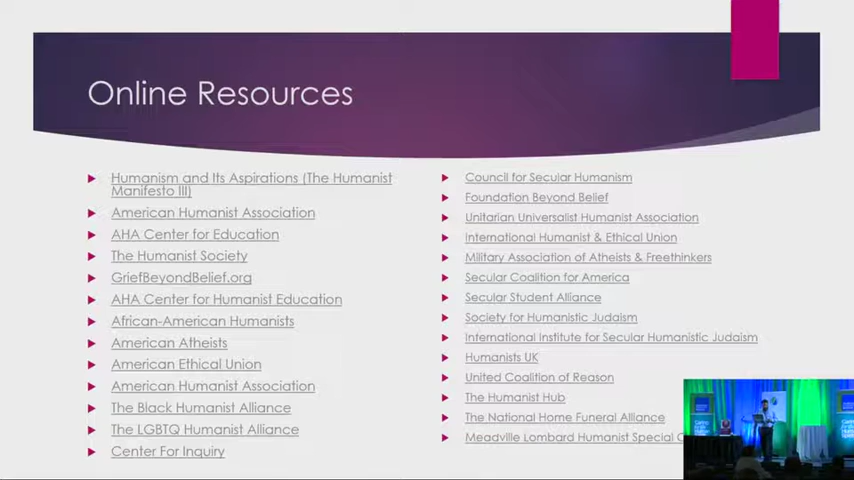 Online Resources
Humanism and Its Aspirations (The Humanist
Manifesto III)
American Humanist Association
AHA Center for Education
The Humanist Society
GriefBeyondBelief.org
AHA Center for Humanist Education
African-American Humanists
American Atheists
American Ethical Union
American Humanist Association
The Black Humanist Alliance
The LGBTQ Humanist Alliance
Center For Inquiry
Council for Secular Humanism
Foundation Beyond Belief
Unitarian Universalist Humanist Association
International Humanist & Ethical Union
Military Association of Atheists & Freethinkers
Secular Coalition for America
Secular Student Alliance
Society for Humanistic Judaism
International Institute for Secular Humanistic Judaism
Humanists UK
United Coalition of Reason
The Humanist Hub
The National Home Funeral Alliance
Meadville Lombard Humanist Special